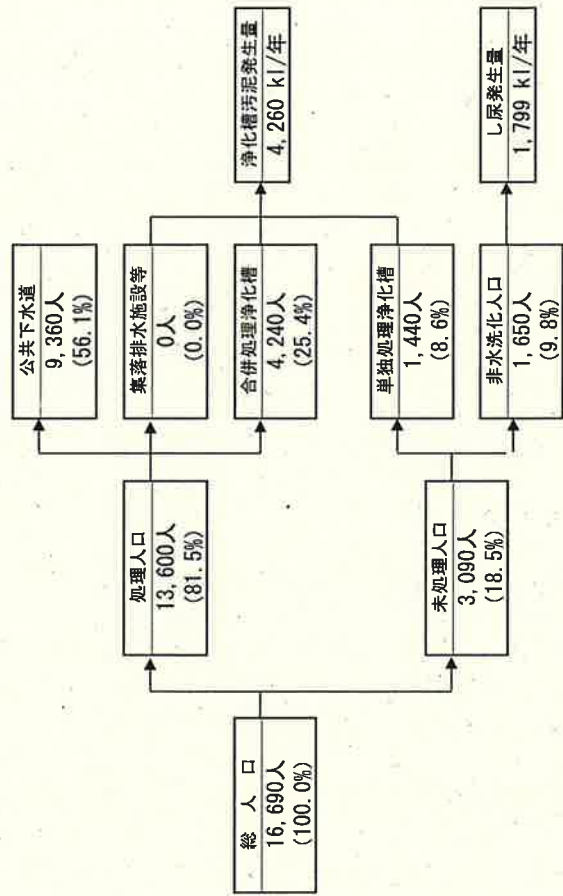 総人口
16,690人
(100.0%)
処理人口
13,600人
(81.5%)
未処理人口
3,090人
(18.5%)
公共下水道
9,360人
(56.1%)
集落排水施設等
0人
(0.0%)
合併処理浄化槽
4,240人
(25.4%)
単独処理浄化槽
1,440人
(8.6%)
非水洗化人口
1,650人
(9.8%)
浄化槽汚泥発生量
4,260 kl/年
し尿発生量
1,799 kl/年